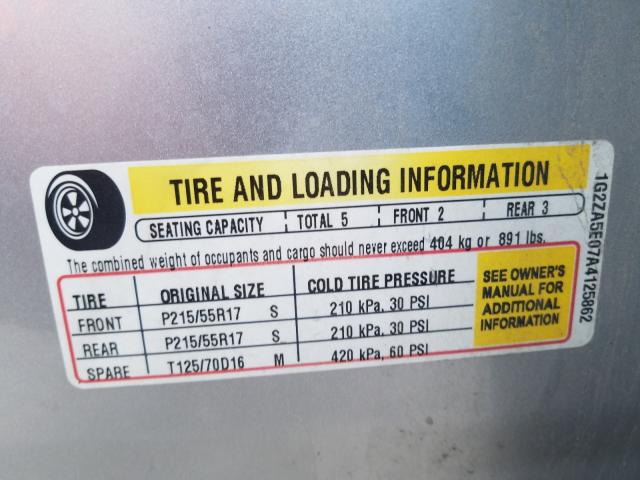 TIRE AND LOADING INFORMATION
SEATING CAPACITY TOTAL 5 FRONT 2 REAR 3
The combined weight of occupants and cargo should never exceed 404 kg or 891 lbs.
TIRE ORIGINAL SIZE COLD TIRE PRESSURE
FRONT P215/55R17 S 210 kPa, 30 PSI
REAR P215/55R17 S 210 kPa, 30 PSI
SPARE T125/70D16 M 420 kPa, 60 PSI
SEE OWNER'S
MANUAL FOR
ADDITIONAL
INFORMATION
1G2ZA5E07A4125862